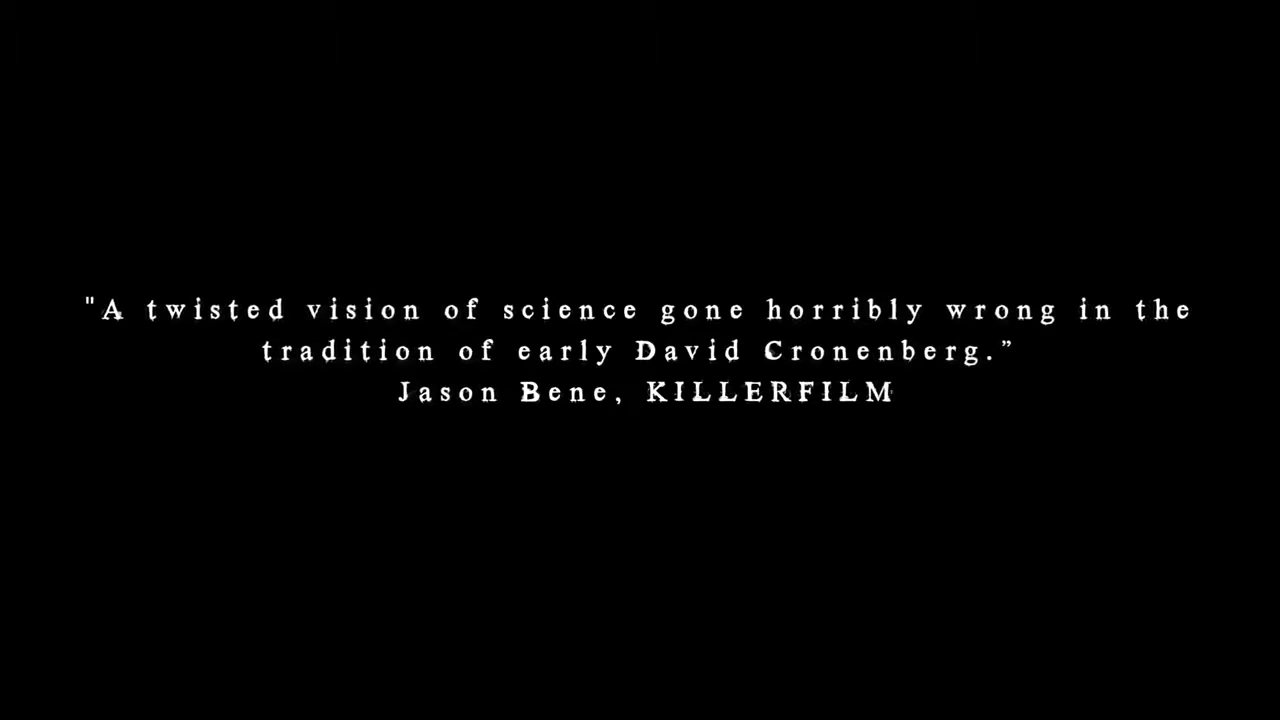 "A twisted vision of science gone horribly wrong in the
tradition of early David Cronenberg.”
Jason Bene, KILLERFILM